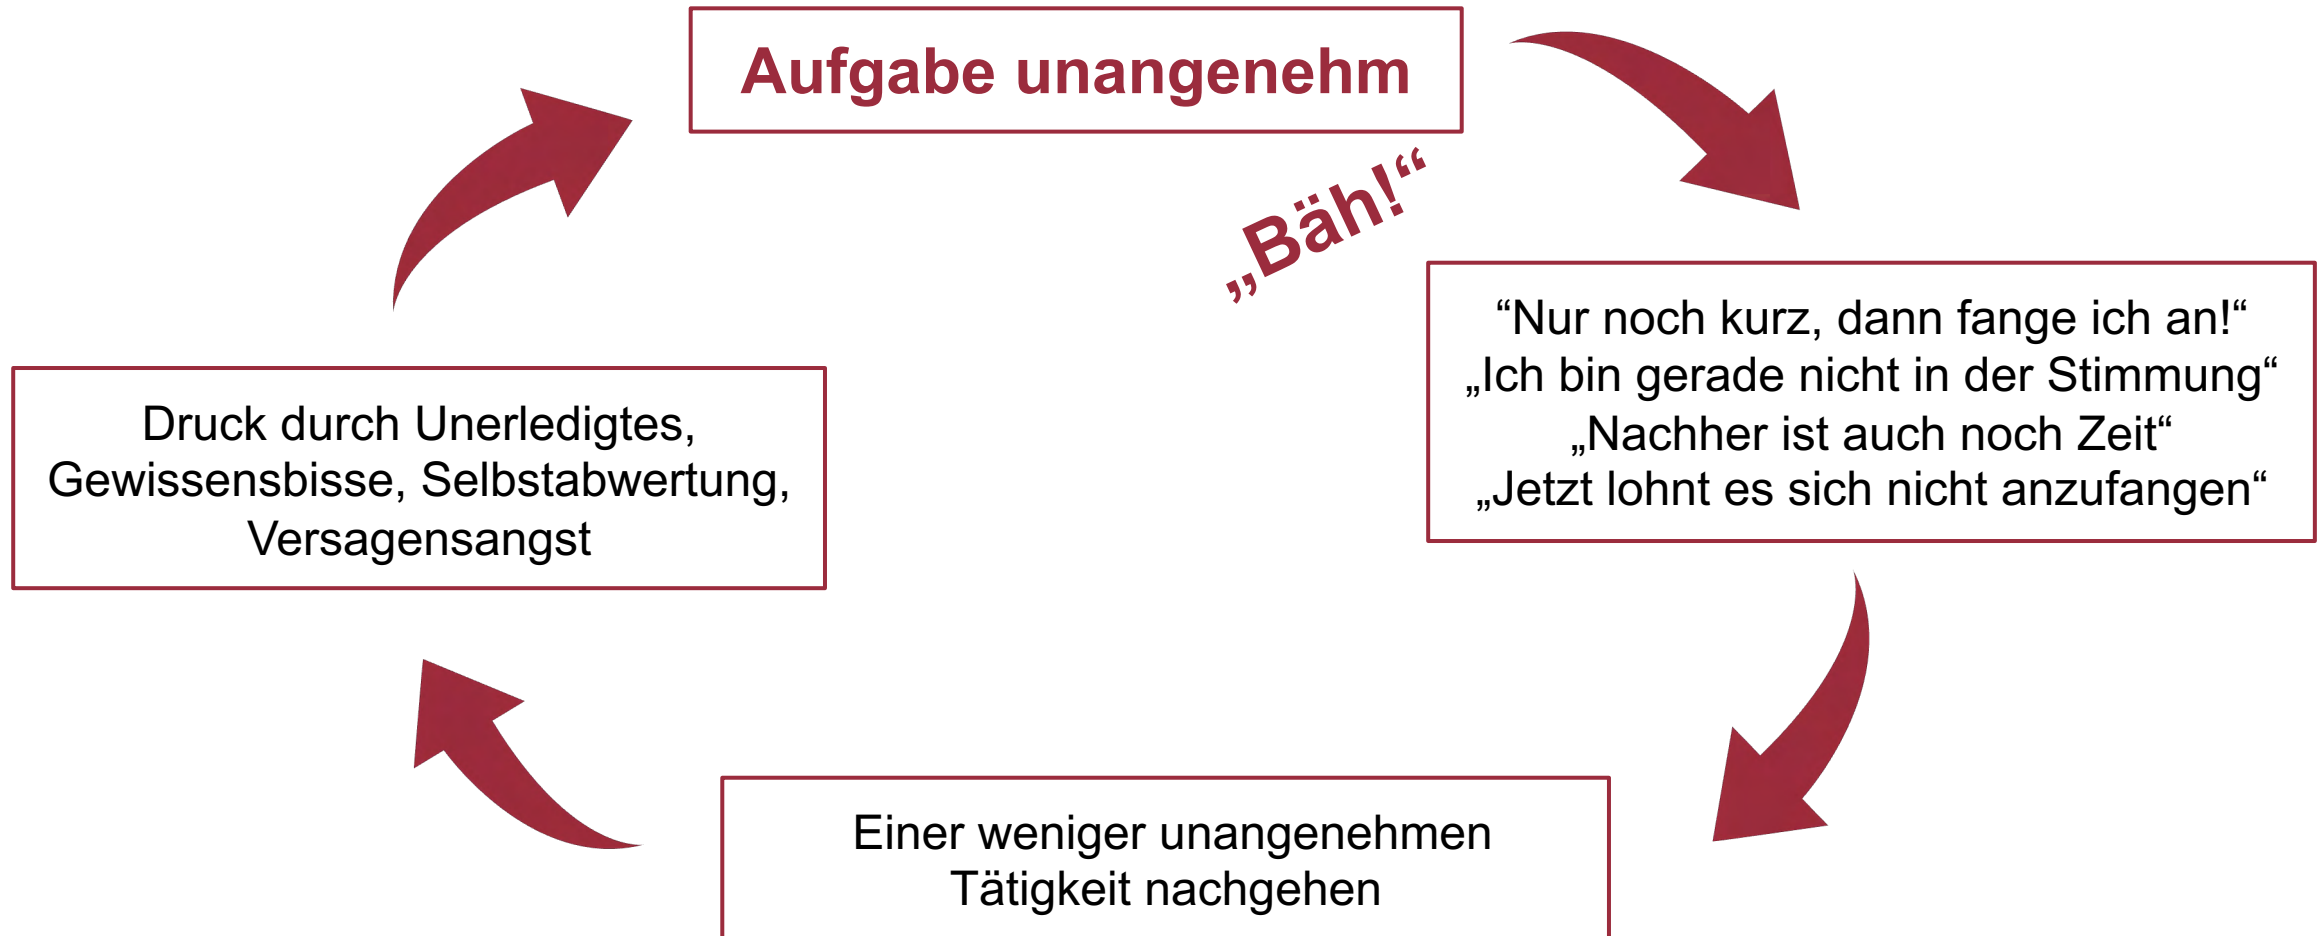 Aufgabe unangenehm
„Bäh!“
“Nur noch kurz, dann fange ich an!“
„Ich bin gerade nicht in der Stimmung“
„Nachher ist auch noch Zeit“
„Jetzt lohnt es sich nicht anzufangen“
Einer weniger unangenehmen
Tätigkeit nachgehen
Druck durch Unerledigtes,
Gewissensbisse, Selbstabwertung,
Versagensangst